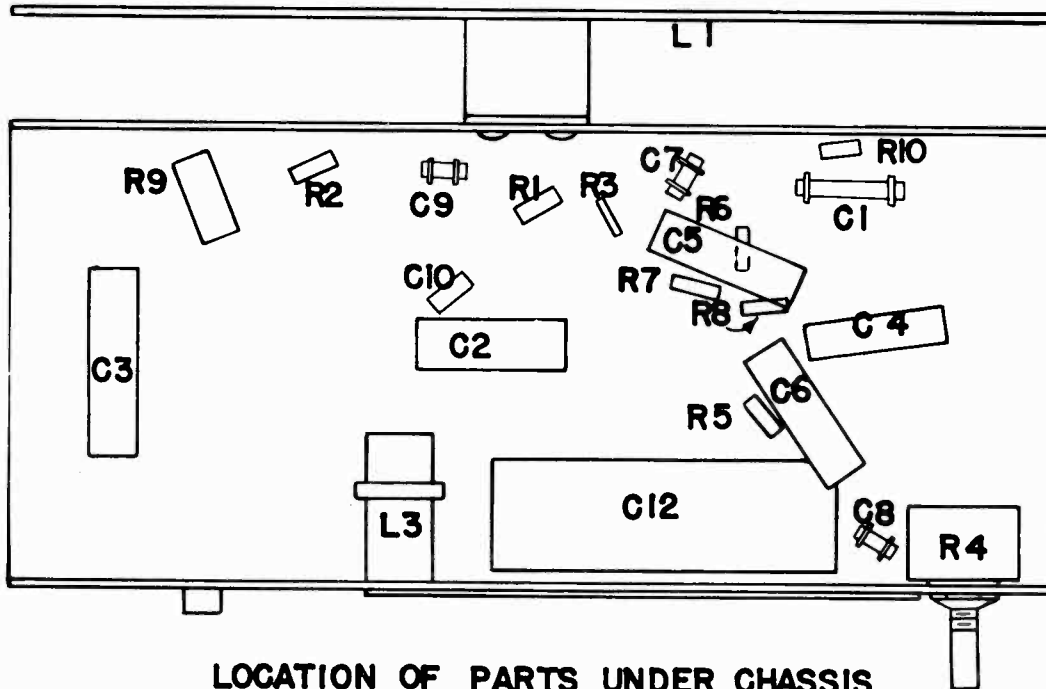 L1
R9
R2
C9
R1
R3
C7
R10
C1
R6
C5
C10
R7
R8
C4
C3
C2
C6
R5
L3
C12
C8
R4
LOCATION OF PARTS UNDER CHASSIS